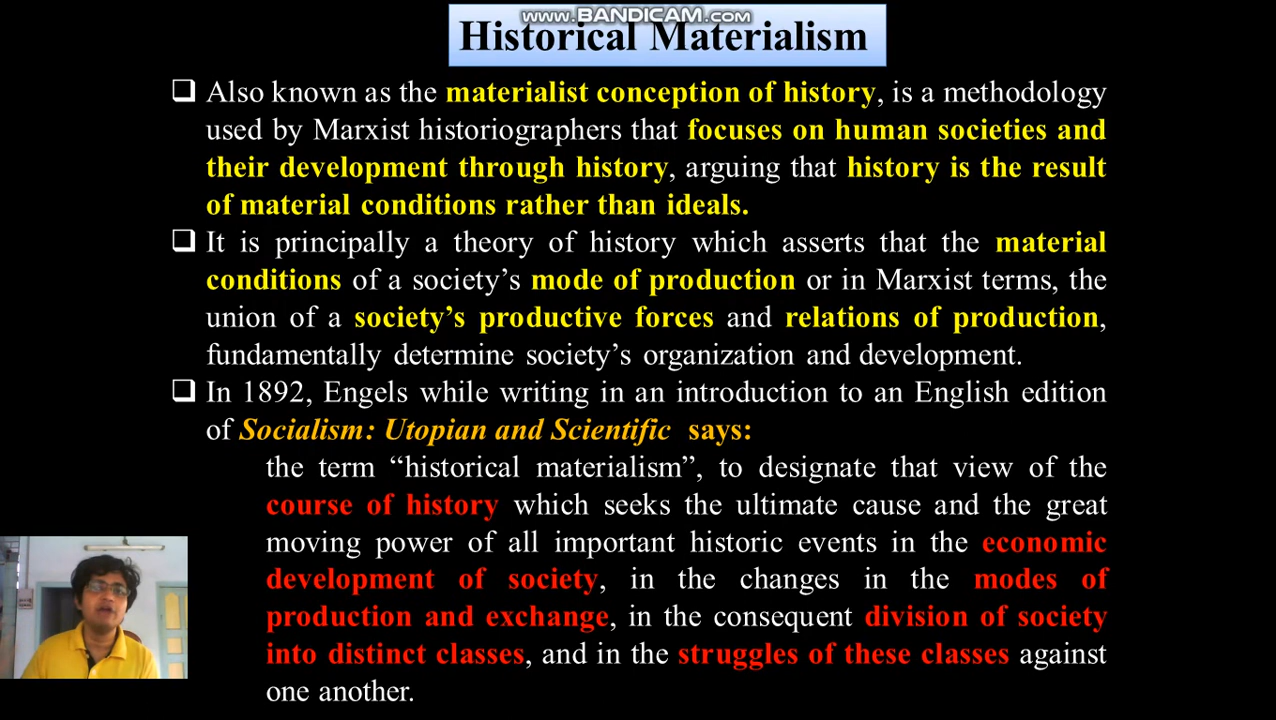 www.BANDICAM.com
Historical Materialism
❑ Also known as the materialist conception of history, is a methodology
used by Marxist historiographers that focuses on human societies and
their development through history, arguing that history is the result
of material conditions rather than ideals.
❑ It is principally a theory of history which asserts that the material
conditions of a society’s mode of production or in Marxist terms, the
union of a society’s productive forces and relations of production,
fundamentally determine society’s organization and development.
❑ In 1892, Engels while writing in an introduction to an English edition
of Socialism: Utopian and Scientific says:
the term “historical materialism”, to designate that view of the
course of history which seeks the ultimate cause and the great
moving power of all important historic events in the economic
development of society, in the changes in the modes of
production and exchange, in the consequent division of society
into distinct classes, and in the struggles of these classes against
one another.